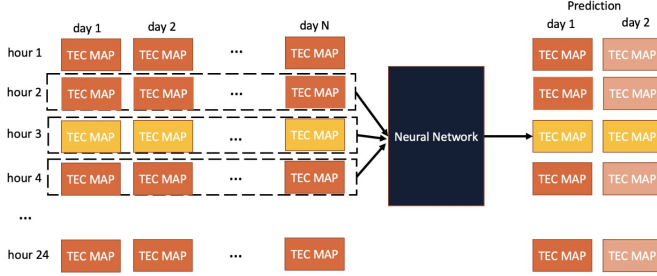 Prediction
day 1 day 2 day N day 1 day 2
hour 1 TEC MAP TEC MAP ... TEC MAP TEC MAP TEC MAP
hour 2 TEC MAP TEC MAP ... TEC MAP TEC MAP TEC MAP
hour 3 TEC MAP TEC MAP ... TEC MAP Neural Network TEC MAP TEC MAP
hour 4 TEC MAP TEC MAP ... TEC MAP TEC MAP TEC MAP
...
hour 24 TEC MAP TEC MAP ... TEC MAP TEC MAP TEC MAP